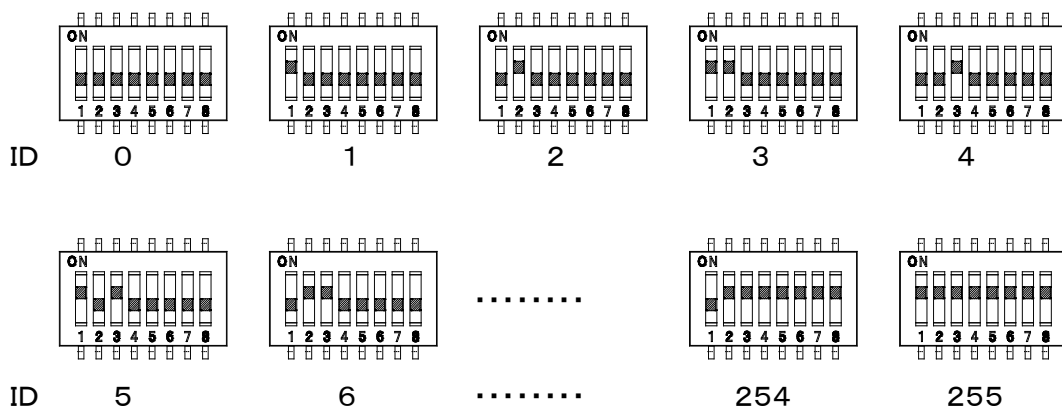 ON ON ON ON ON
1 2 3 4 5 6 7 8 1 2 3 4 5 6 7 8 1 2 3 4 5 6 7 8 1 2 3 4 5 6 7 8 1 2 3 4 5 6 7 8
ID 0 1 2 3 4
ON ON ON ON
1 2 3 4 5 6 7 8 1 2 3 4 5 6 7 8 ········ 1 2 3 4 5 6 7 8 1 2 3 4 5 6 7 8
ID 5 6 ········ 254 255